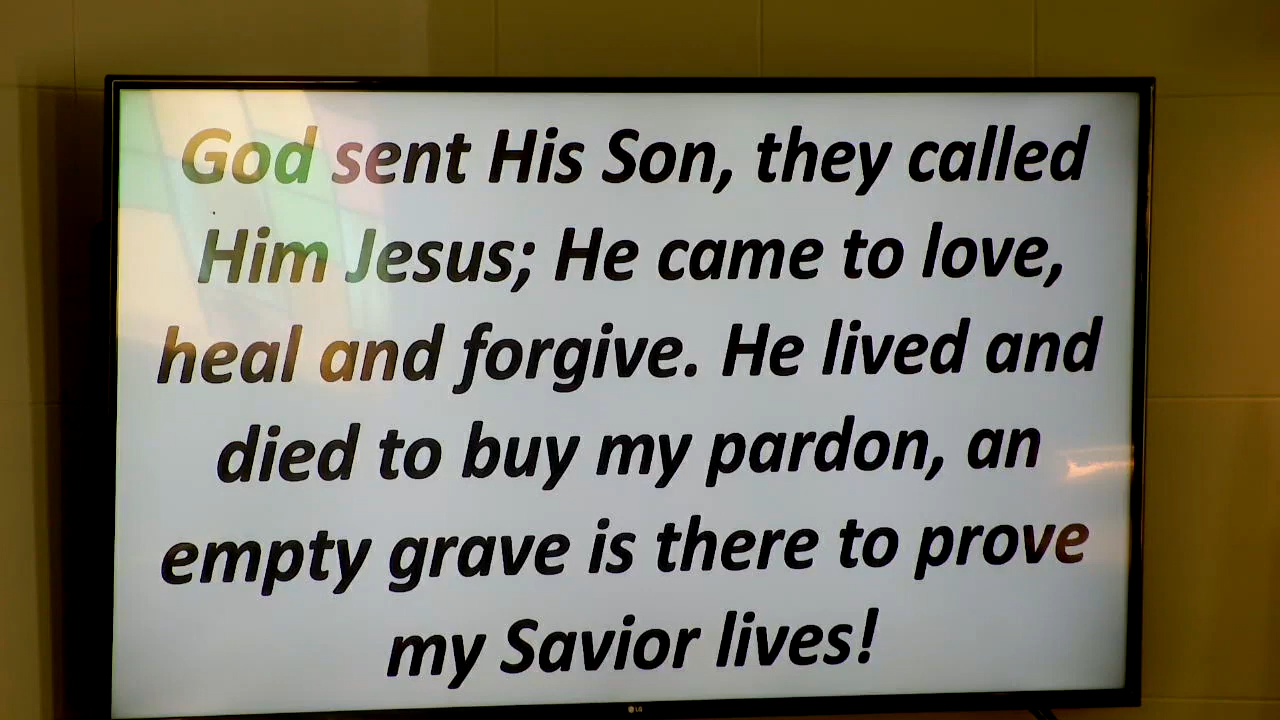 God sent His Son, they called
Him Jesus; He came to love,
heal and forgive. He lived and
died to buy my pardon, an
empty grave is there to prove
my Savior lives!
LG